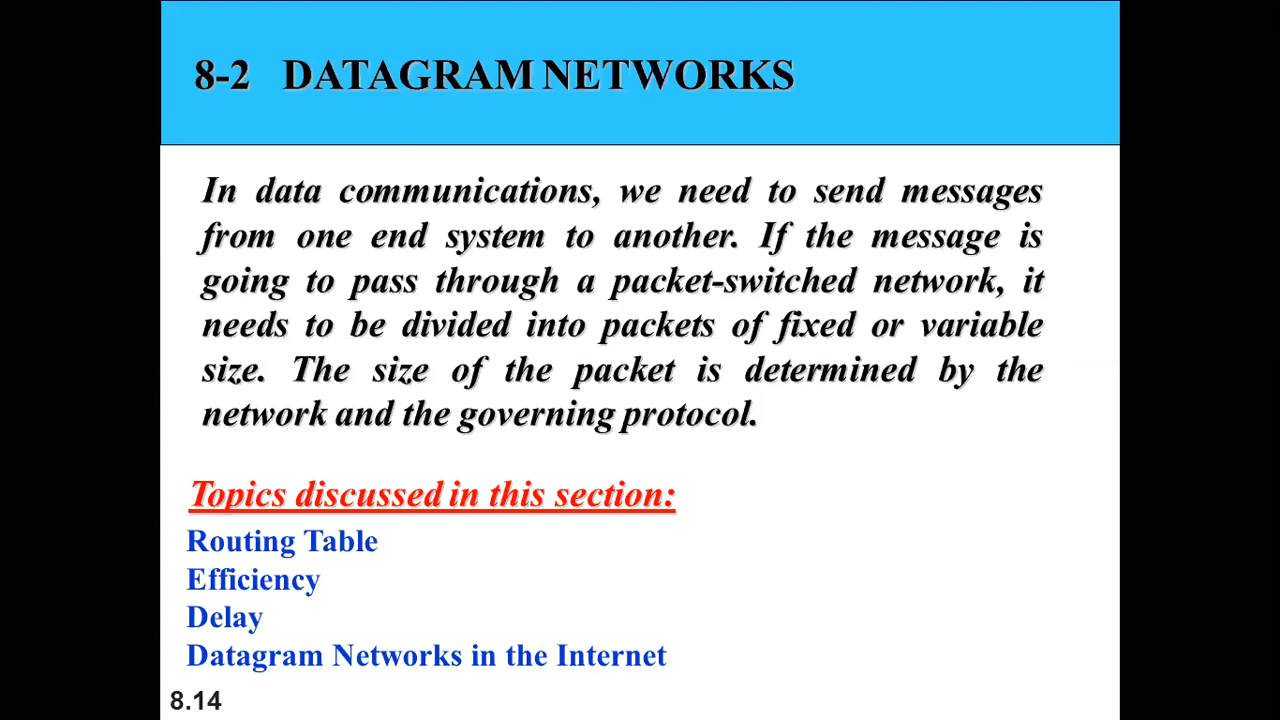 8-2 DATAGRAM NETWORKS
In data communications, we need to send messages
from one end system to another. If the message is
going to pass through a packet-switched network, it
needs to be divided into packets of fixed or variable
size. The size of the packet is determined by the
network and the governing protocol.
Topics discussed in this section:
Routing Table
Efficiency
Delay
Datagram Networks in the Internet
8.14